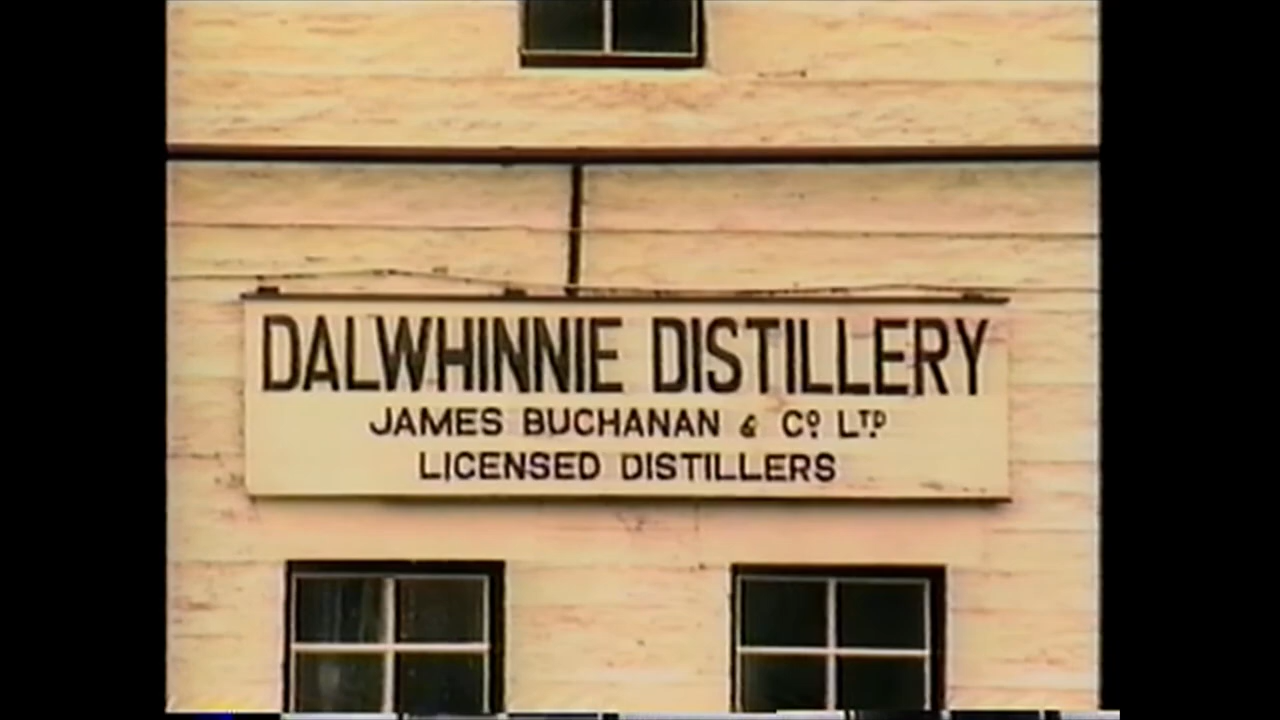 DALWHINNIE DISTILLERY
JAMES BUCHANAN & Cº LTD
LICENSED DISTILLERS